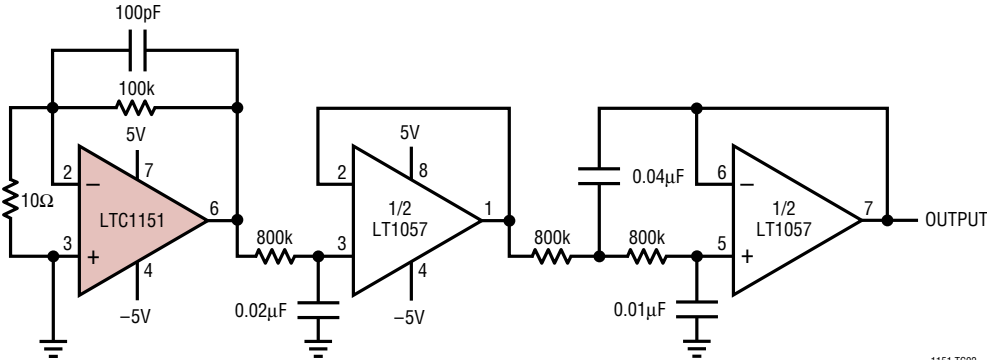 100pF
100k
5V
2
7
−
10Ω
LTC1151
6
3
+
4
−5V
800k
0.02μF
5V
2
8
1/2
LT1057
1
3
4
−5V
800k
0.04μF
800k
0.01μF
6
−
1/2
LT1057
7
OUTPUT
5
+